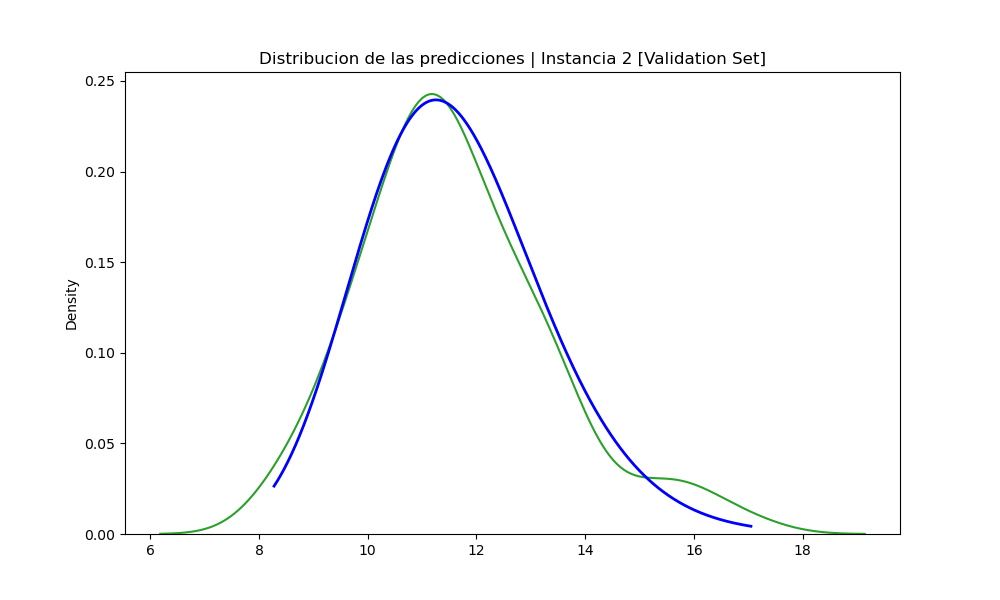 Distribucion de las predicciones | Instancia 2 [Validation Set]
0.25
0.20
0.15
0.10
0.05
0.00
Density
6 8 10 12 14 16 18